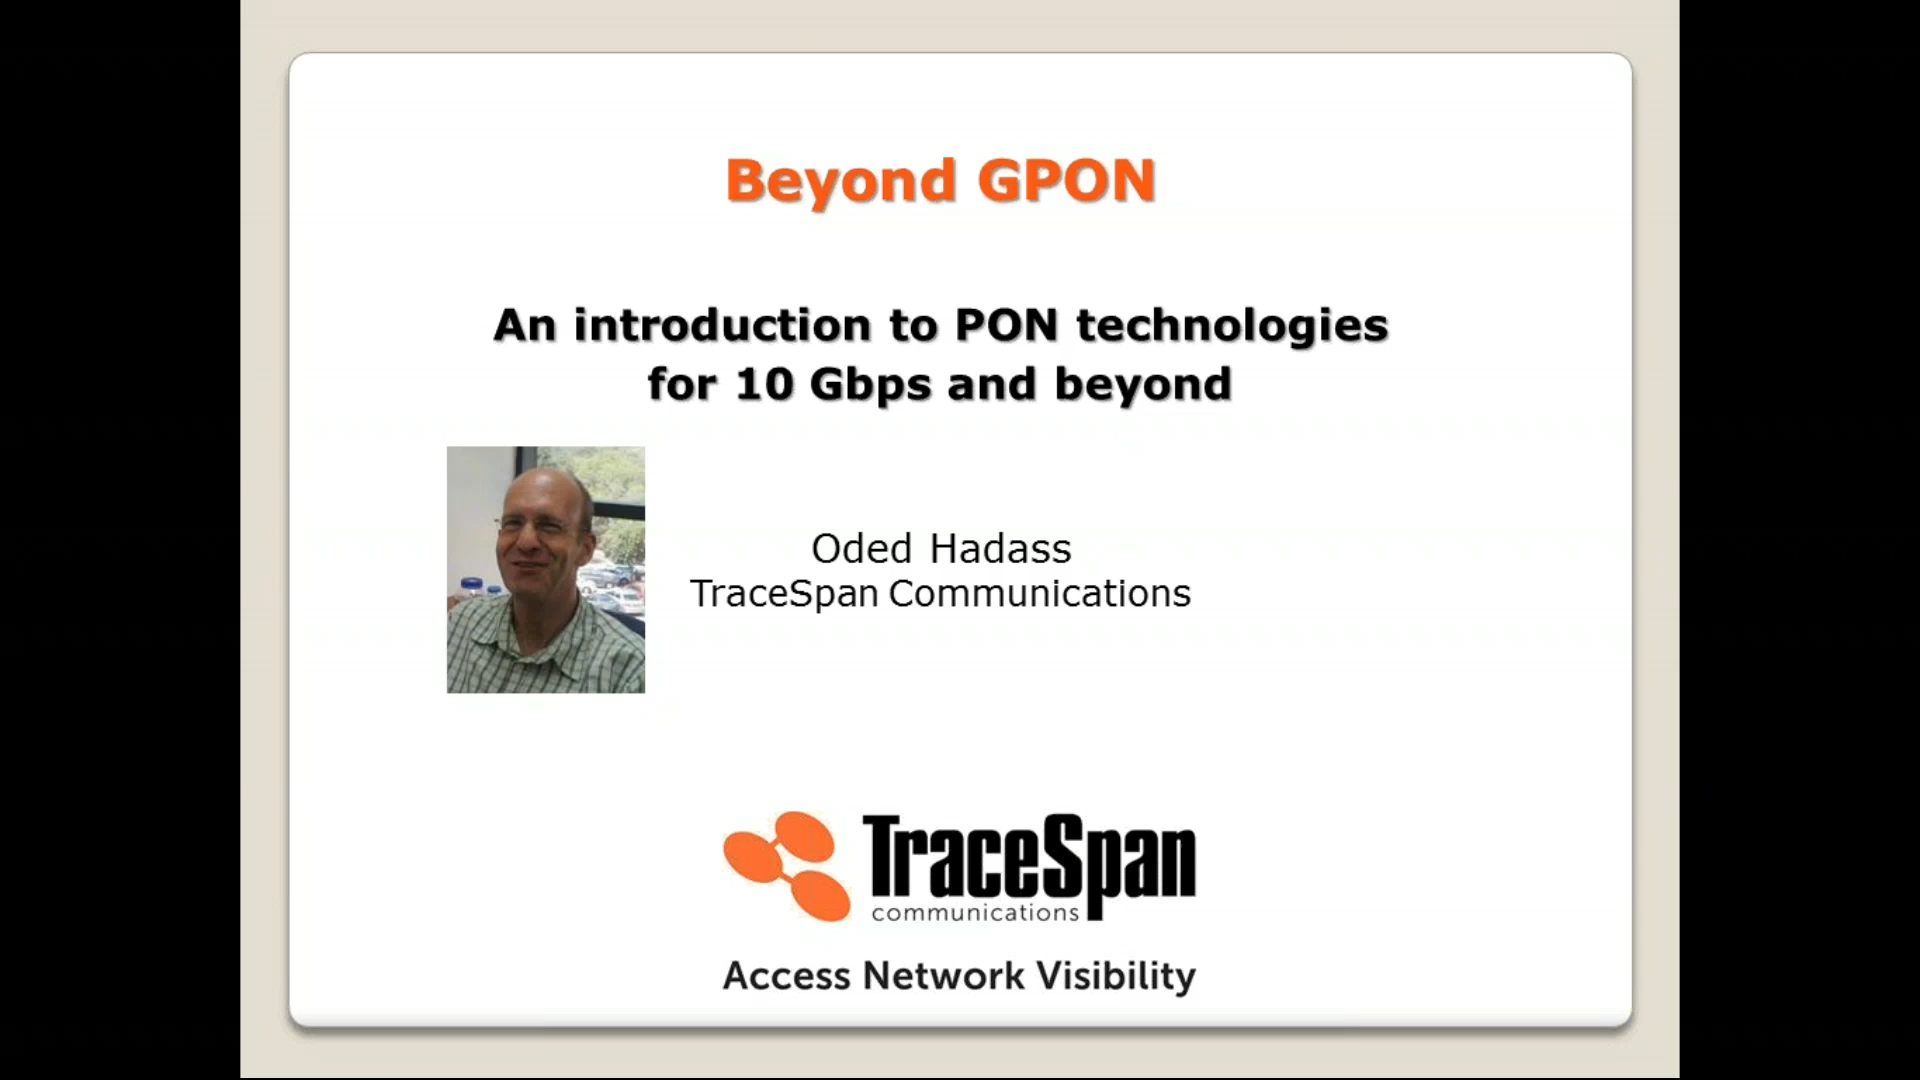 Beyond GPON
An introduction to PON technologies
for 10 Gbps and beyond
Oded Hadass
TraceSpan Communications
TraceSpan
communications
Access Network Visibility